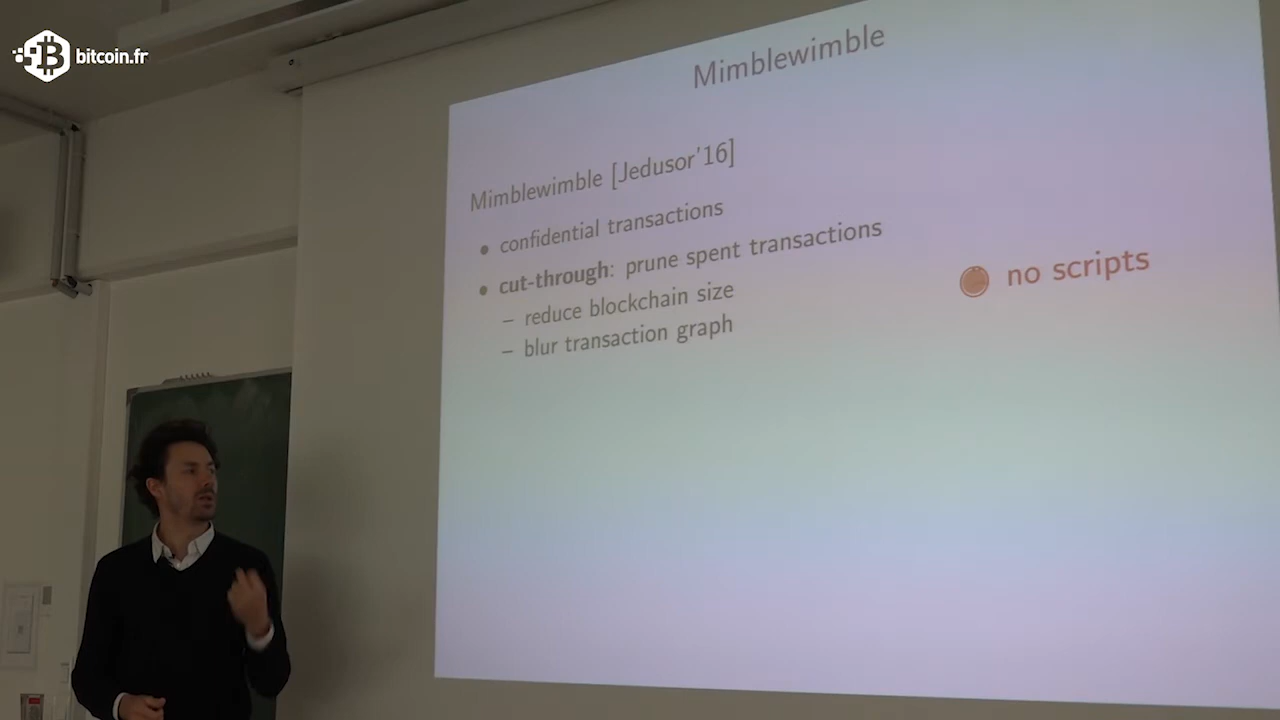 bitcoin.fr
Mimblewimble
Mimblewimble [Jedusor'16]
• confidential transactions
• cut-through: prune spent transactions
– reduce blockchain size
– blur transaction graph
no scripts